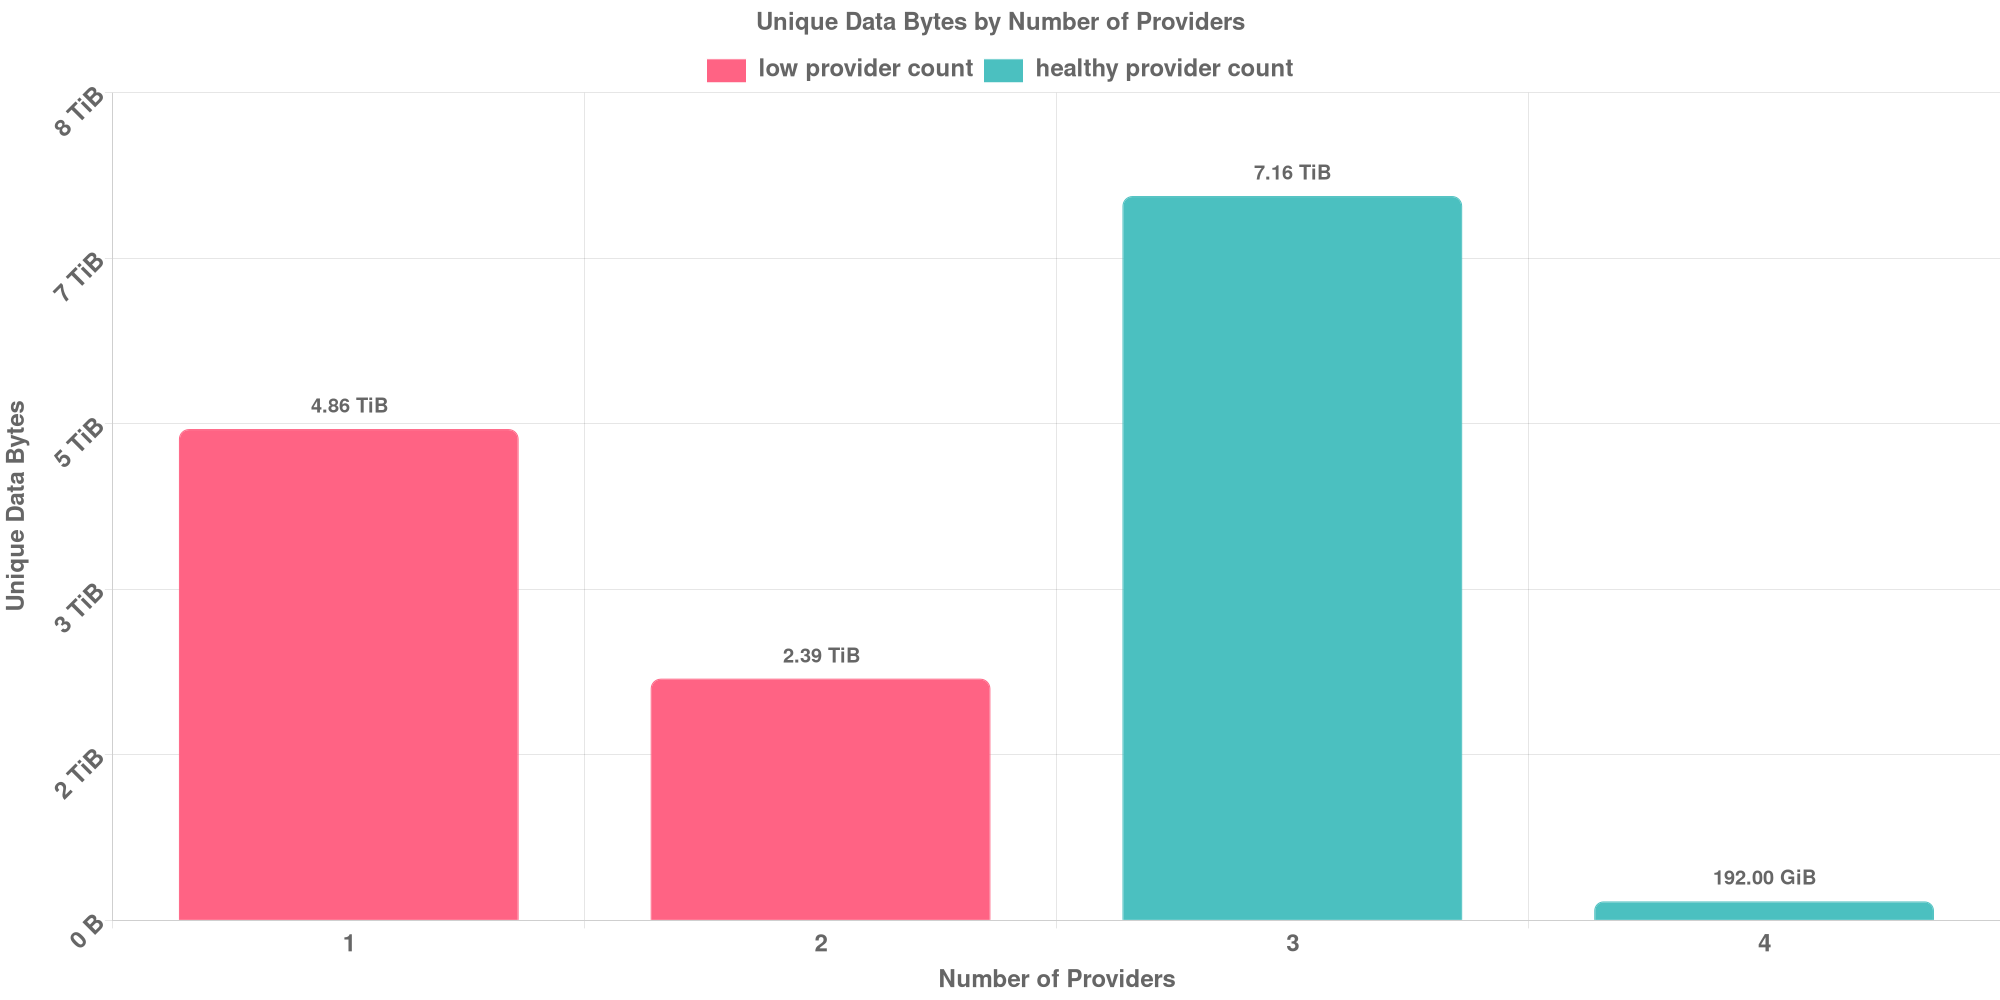 Unique Data Bytes by Number of Providers
low provider count healthy provider count
8 TiB
7 TiB
5 TiB
3 TiB
2 TiB
0 B
Unique Data Bytes
4.86 TiB
2.39 TiB
7.16 TiB
192.00 GiB
1 2 3 4
Number of Providers